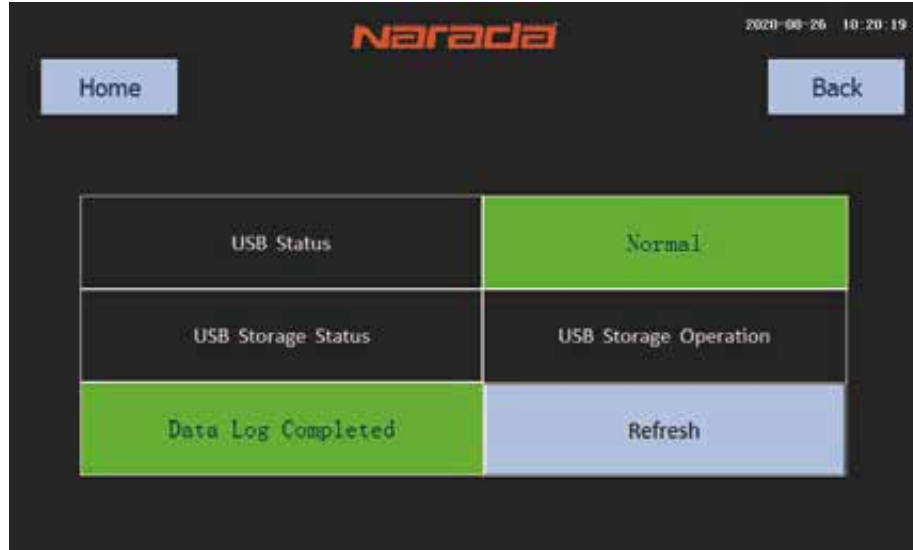 Narada
2020-08-26 10:20:19
Home
Back
USB Status
Normal
USB Storage Status
USB Storage Operation
Data Log Completed
Refresh